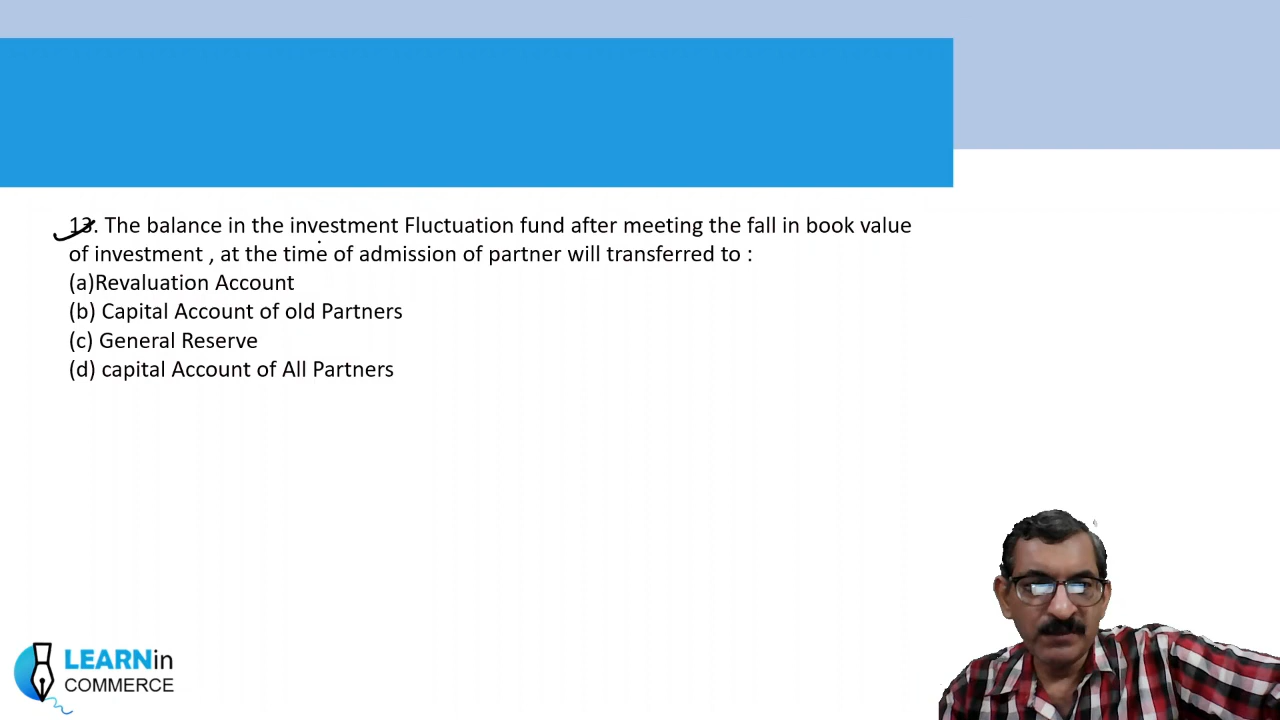 13. The balance in the investment Fluctuation fund after meeting the fall in book value
of investment , at the time of admission of partner will transferred to :
(a)Revaluation Account
(b) Capital Account of old Partners
(c) General Reserve
(d) capital Account of All Partners
LEARNin
COMMERCE